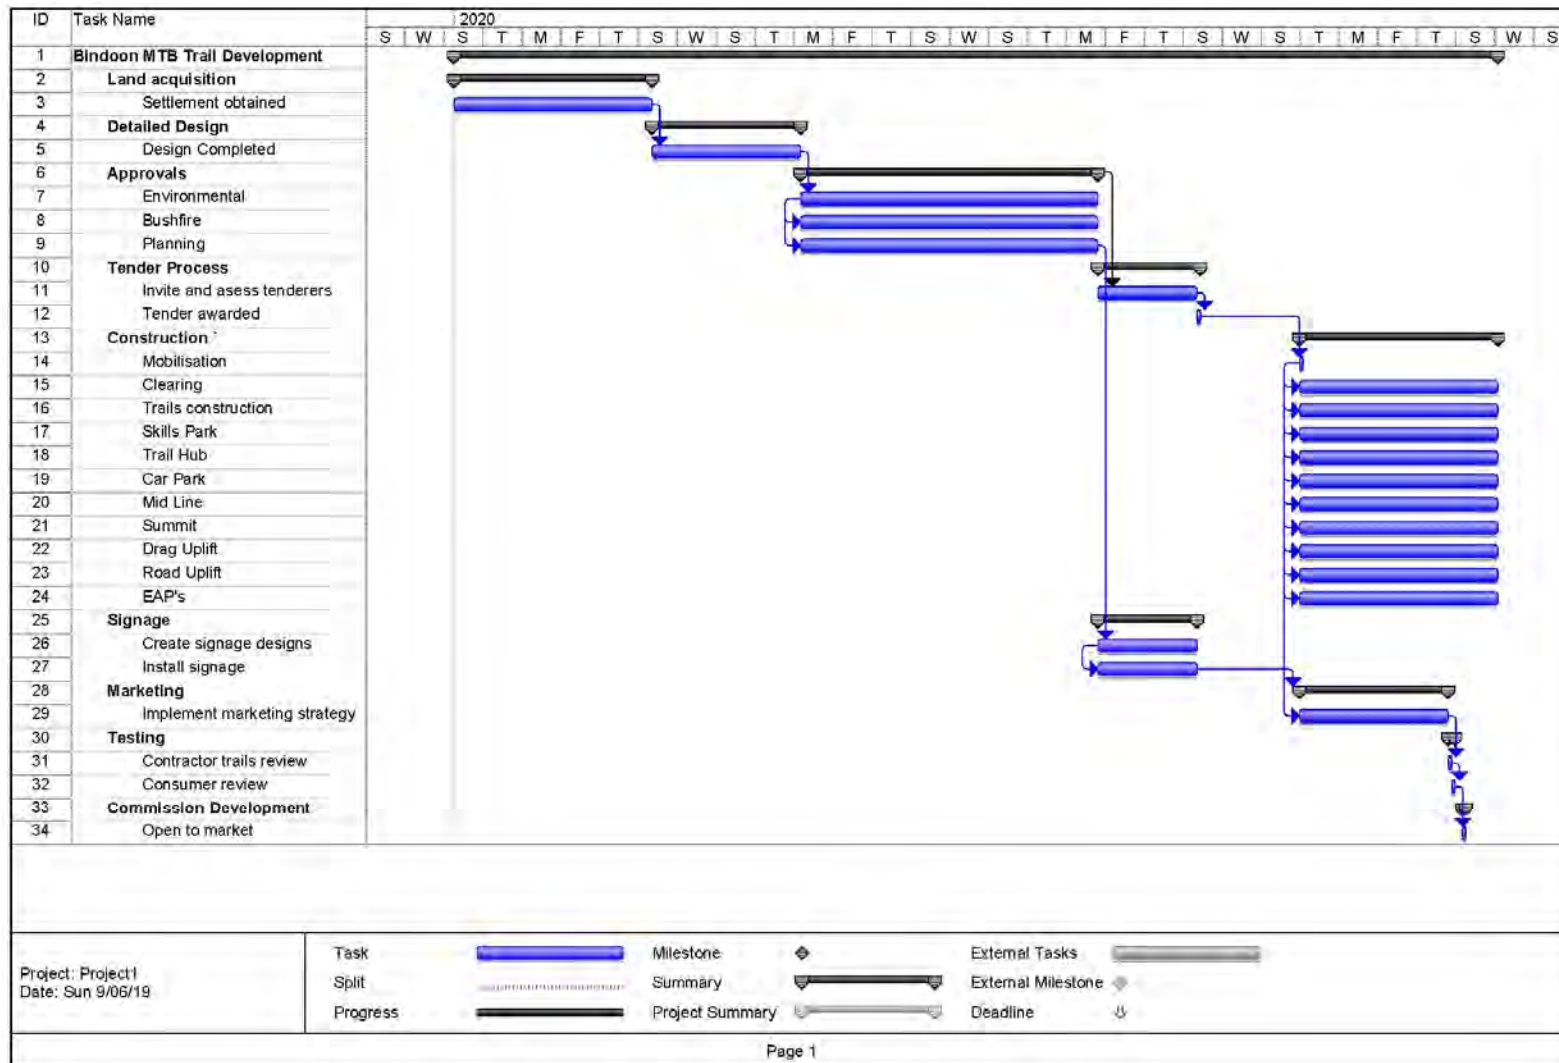 ID Task Name 2020
S W S T M F T S W S T M F T S W S T M F T S W S T M F T S W S
1 Bindoon MTB Trail Development
2 Land acquisition
3 Settlement obtained
4 Detailed Design
5 Design Completed
6 Approvals
7 Environmental
8 Bushfire
9 Planning
10 Tender Process
11 Invite and asess tenderers
12 Tender awarded
13 Construction `
14 Mobilisation
15 Clearing
16 Trails construction
17 Skills Park
18 Trail Hub
19 Car Park
20 Mid Line
21 Summit
22 Drag Uplift
23 Road Uplift
24 EAP's
25 Signage
26 Create signage designs
27 Install signage
28 Marketing
29 Implement marketing strategy
30 Testing
31 Contractor trails review
32 Consumer review
33 Commission Development
34 Open to market
Project: Project1
Date: Sun 9/06/19
Task Milestone External Tasks
Split Summary External Milestone
Progress Project Summary Deadline
Page 1